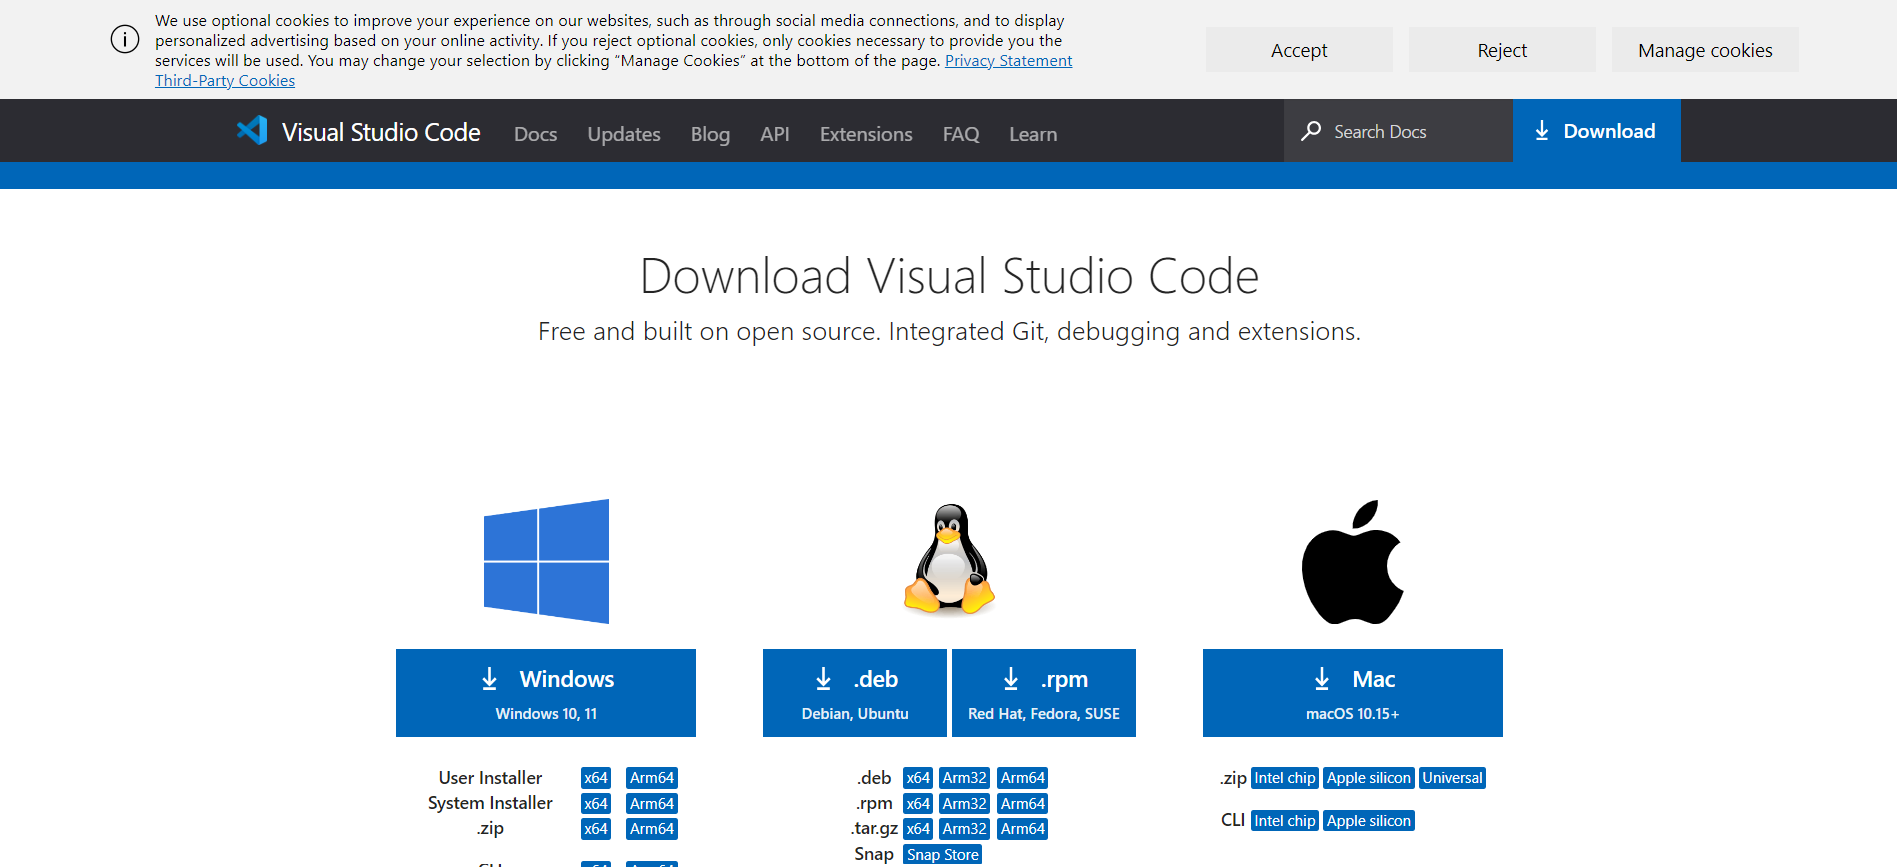 We use optional cookies to improve your experience on our websites, such as through social media connections, and to display
personalized advertising based on your online activity. If you reject optional cookies, only cookies necessary to provide you the
services will be used. You may change your selection by clicking “Manage Cookies” at the bottom of the page. Privacy Statement
Third-Party Cookies
Accept
Reject
Manage cookies
Visual Studio Code
Docs
Updates
Blog
API
Extensions
FAQ
Learn
Search Docs
Download
Download Visual Studio Code
Free and built on open source. Integrated Git, debugging and extensions.
Windows
Windows 10, 11
User Installer x64 Arm64
System Installer x64 Arm64
.zip x64 Arm64
.deb
Debian, Ubuntu
.rpm
Red Hat, Fedora, SUSE
.deb x64 Arm32 Arm64
.rpm x64 Arm32 Arm64
.tar.gz x64 Arm32 Arm64
Snap Snap Store
Mac
macOS 10.15+
.zip Intel chip Apple silicon Universal
CLI Intel chip Apple silicon